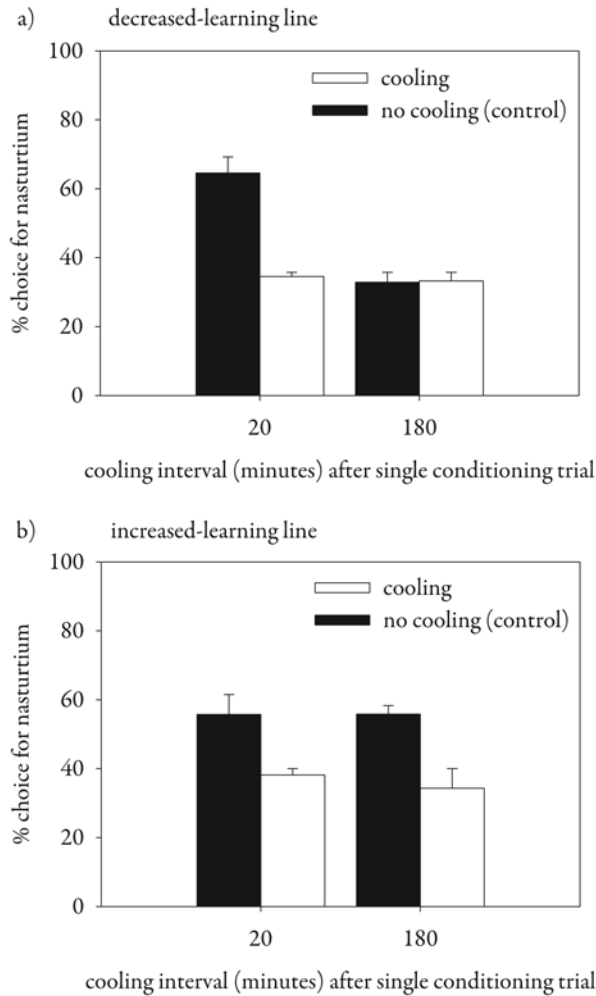 a) decreased-learning line
100
cooling
no cooling (control)
80
60
40
20
0
% choice for nasturtium
20 180
cooling interval (minutes) after single conditioning trial
b) increased-learning line
100
cooling
no cooling (control)
80
60
40
20
0
% choice for nasturtium
20 180
cooling interval (minutes) after single conditioning trial